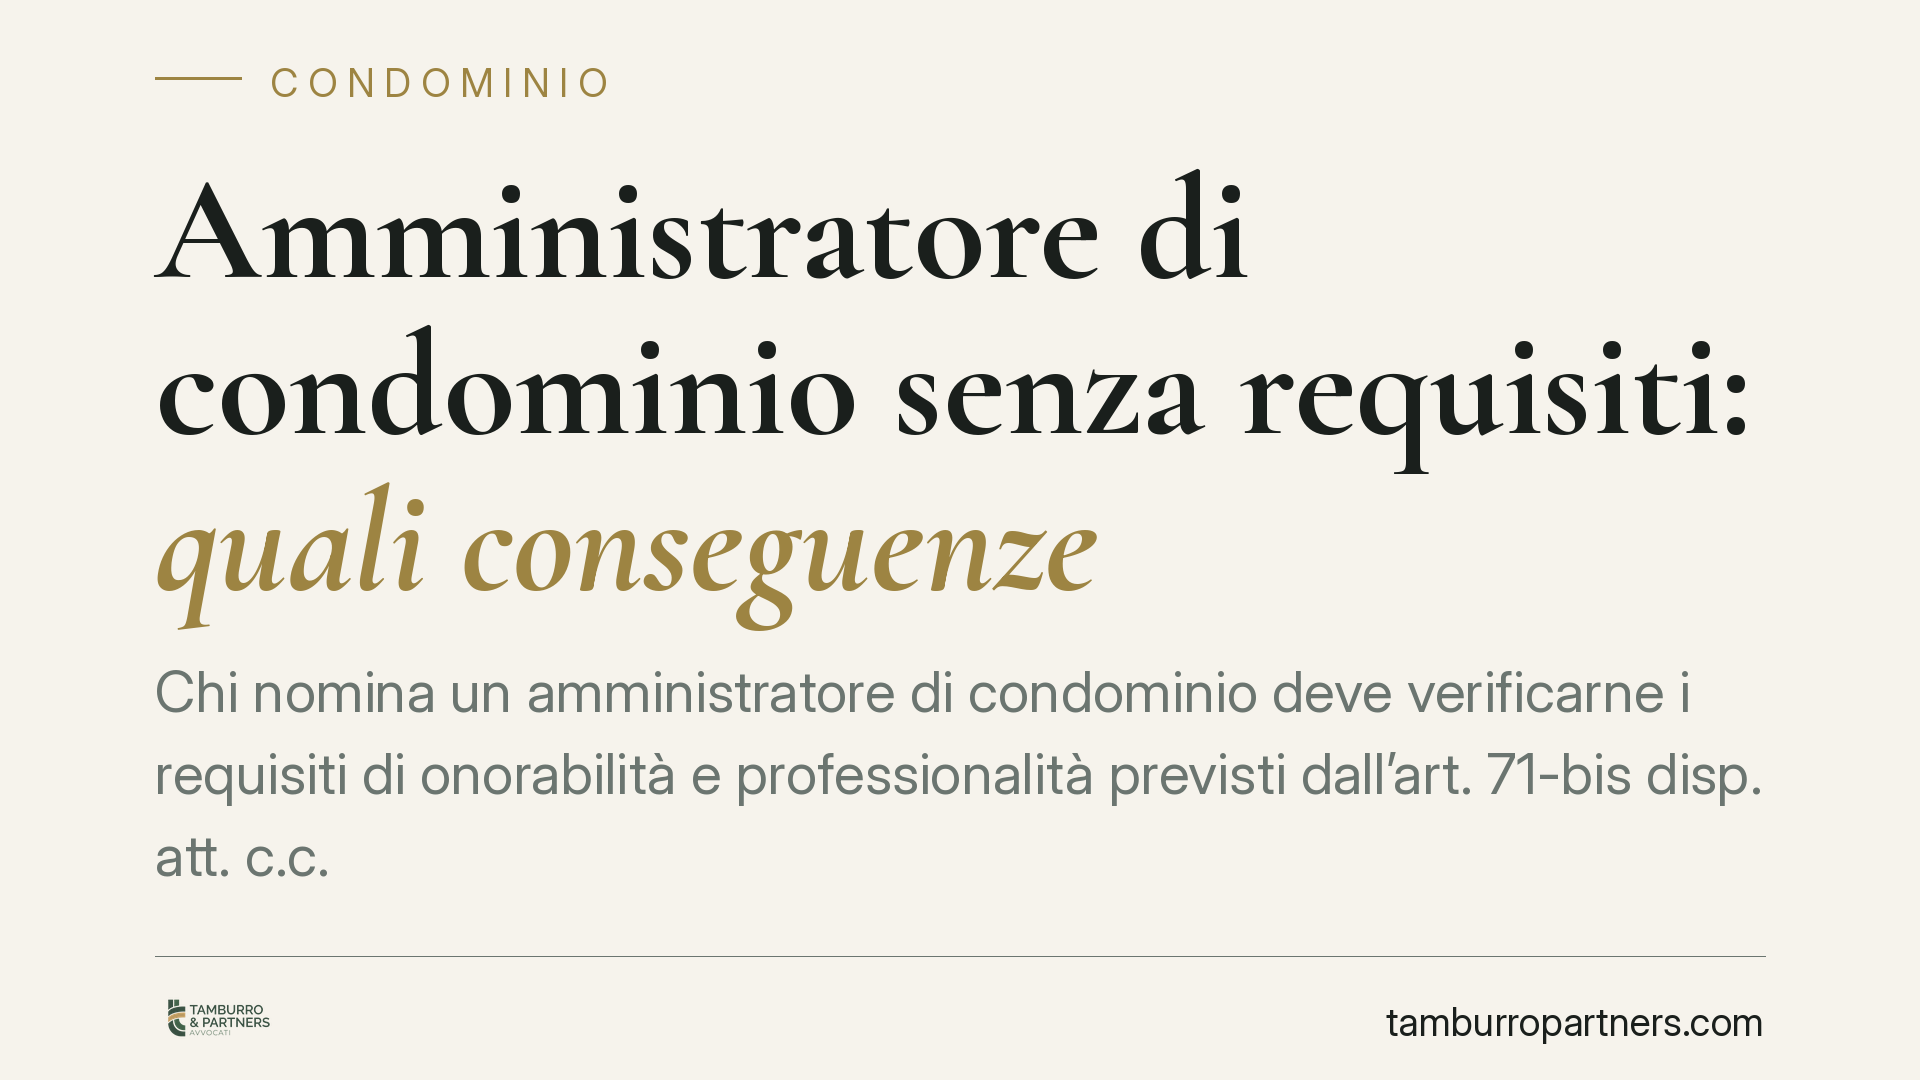 CONDOMINIO
Amministratore di
condominio senza requisiti:
quali conseguenze
Chi nomina un amministratore di condominio deve verificarne i
requisiti di onorabilità e professionalità previsti dall’art. 71-bis disp.
att. c.c.
TAMBURRO
& PARTNERS
AVVOCATI
tamburropartners.com